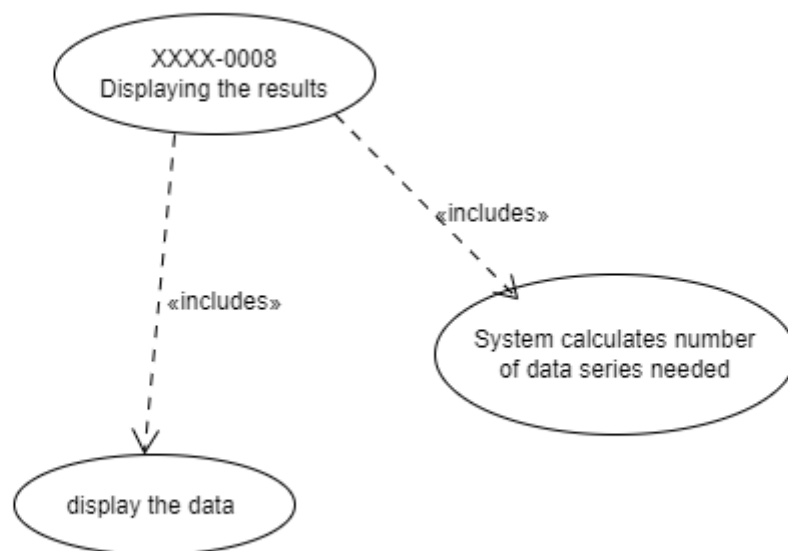 XXXX-0008
Displaying the results
«includes»
«includes»
System calculates number
of data series needed
display the data